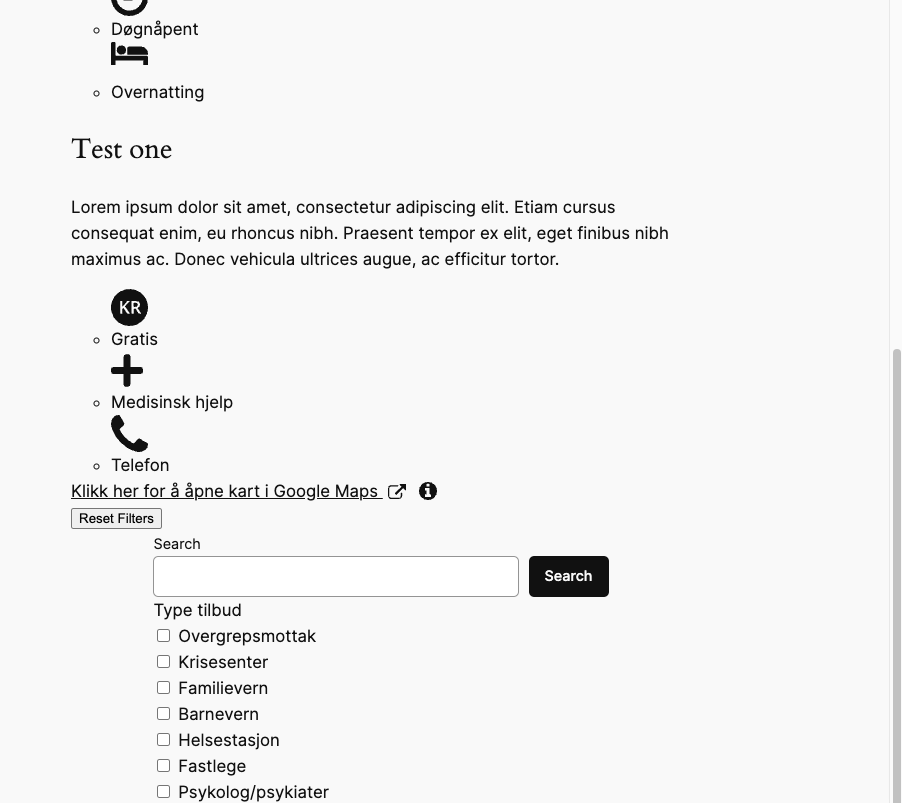 Døgnåpent
Overnatting
Test one
Lorem ipsum dolor sit amet, consectetur adipiscing elit. Etiam cursus
consequat enim, eu rhoncus nibh. Praesent tempor ex elit, eget finibus nibh
maximus ac. Donec vehicula ultrices augue, ac efficitur tortor.
KR
Gratis
Medisinsk hjelp
Telefon
Klikk her for å åpne kart i Google Maps
Reset Filters
Search
Search
Type tilbud
Overgrepsmottak
Krisesenter
Familievern
Barnevern
Helsestasjon
Fastlege
Psykolog/psykiater